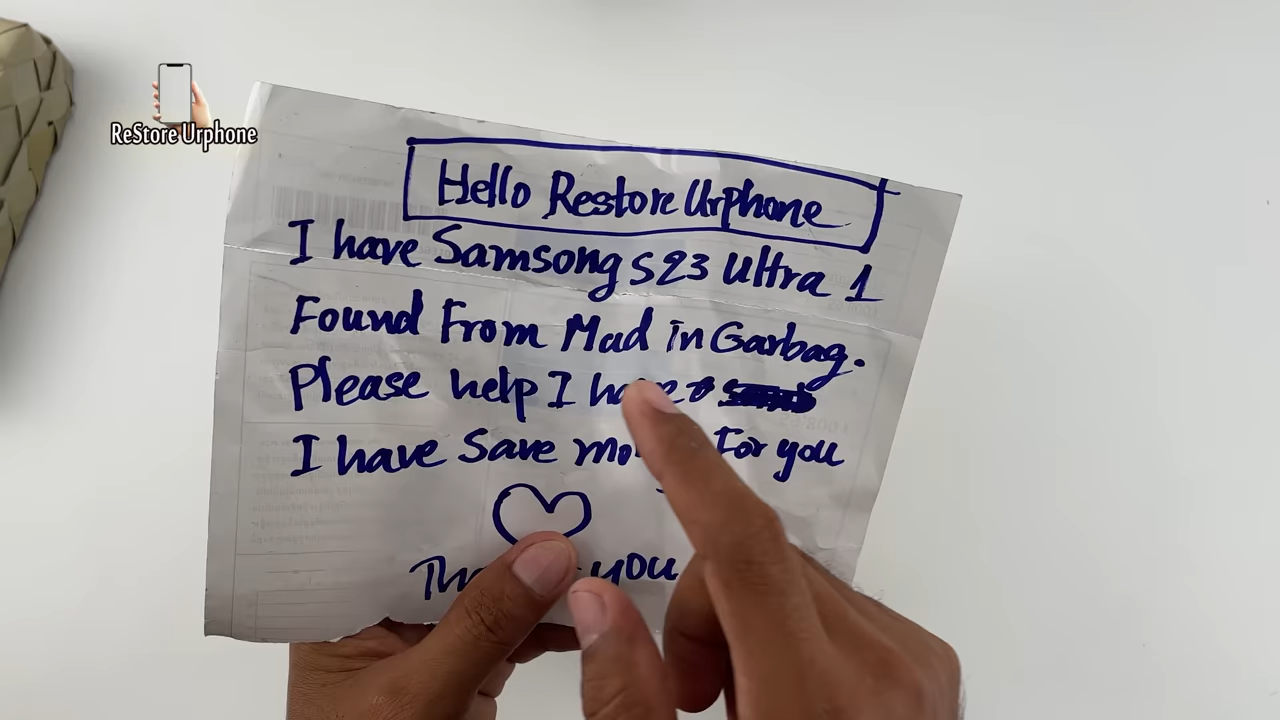 ReStore Urphone
Hello Restore Urphone
I have Samsong S23 Ultra 1
Found From Mud in Garbag.
Please help I have
I have Save For you
you